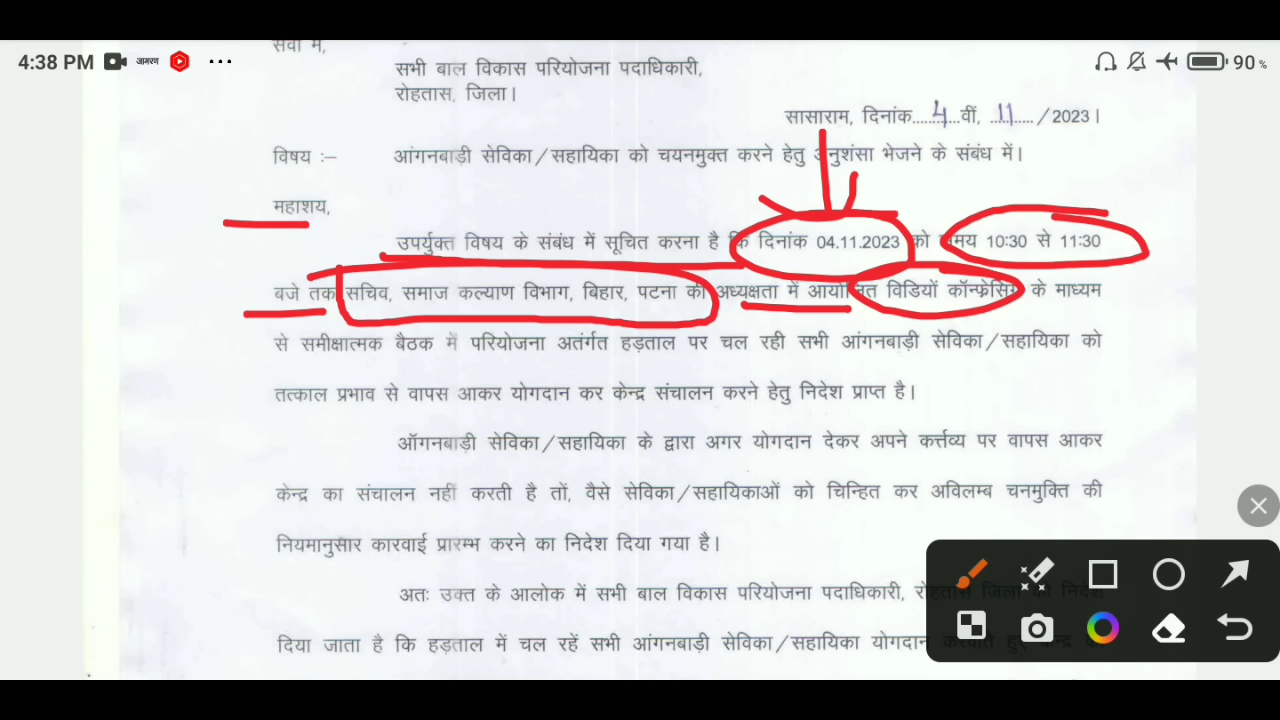 4:38 PM जागरण ... 90 %
सेवा में,
सभी बाल विकास परियोजना पदाधिकारी,
रोहतास, जिला।
सासाराम, दिनांक.....4...वीं, ...11..... /2023।
विषय :– आंगनबाड़ी सेविका/सहायिका को चयनमुक्त करने हेतु अनुशंसा भेजने के संबंध में।
महाशय,
उपर्युक्त विषय के संबंध में सूचित करना है कि दिनांक 04.11.2023 को समय 10:30 से 11:30
बजे तक सचिव, समाज कल्याण विभाग, बिहार, पटना की अध्यक्षता में आयोजित विडियों कॉन्फ्रेसिंग के माध्यम
से समीक्षात्मक बैठक में परियोजना अतंर्गत हड़ताल पर चल रही सभी आंगनबाड़ी सेविका/सहायिका को
तत्काल प्रभाव से वापस आकर योगदान कर केन्द्र संचालन करने हेतु निदेश प्राप्त है।
ऑगनबाड़ी सेविका/सहायिका के द्वारा अगर योगदान देकर अपने कर्त्तव्य पर वापस आकर
केन्द्र का संचालन नहीं करती है तों, वैसे सेविका/सहायिकाओं को चिन्हित कर अविलम्ब चनमुक्ति की
नियमानुसार कारवाई प्रारम्भ करने का निदेश दिया गया है।
अतः उक्त के आलोक में सभी बाल विकास परियोजना पदाधिकारी, रोहतास जिला को निदेश
दिया जाता है कि हड़ताल में चल रहें सभी आंगनबाड़ी सेविका/सहायिका योगदान करवाते हुए केन्द्र